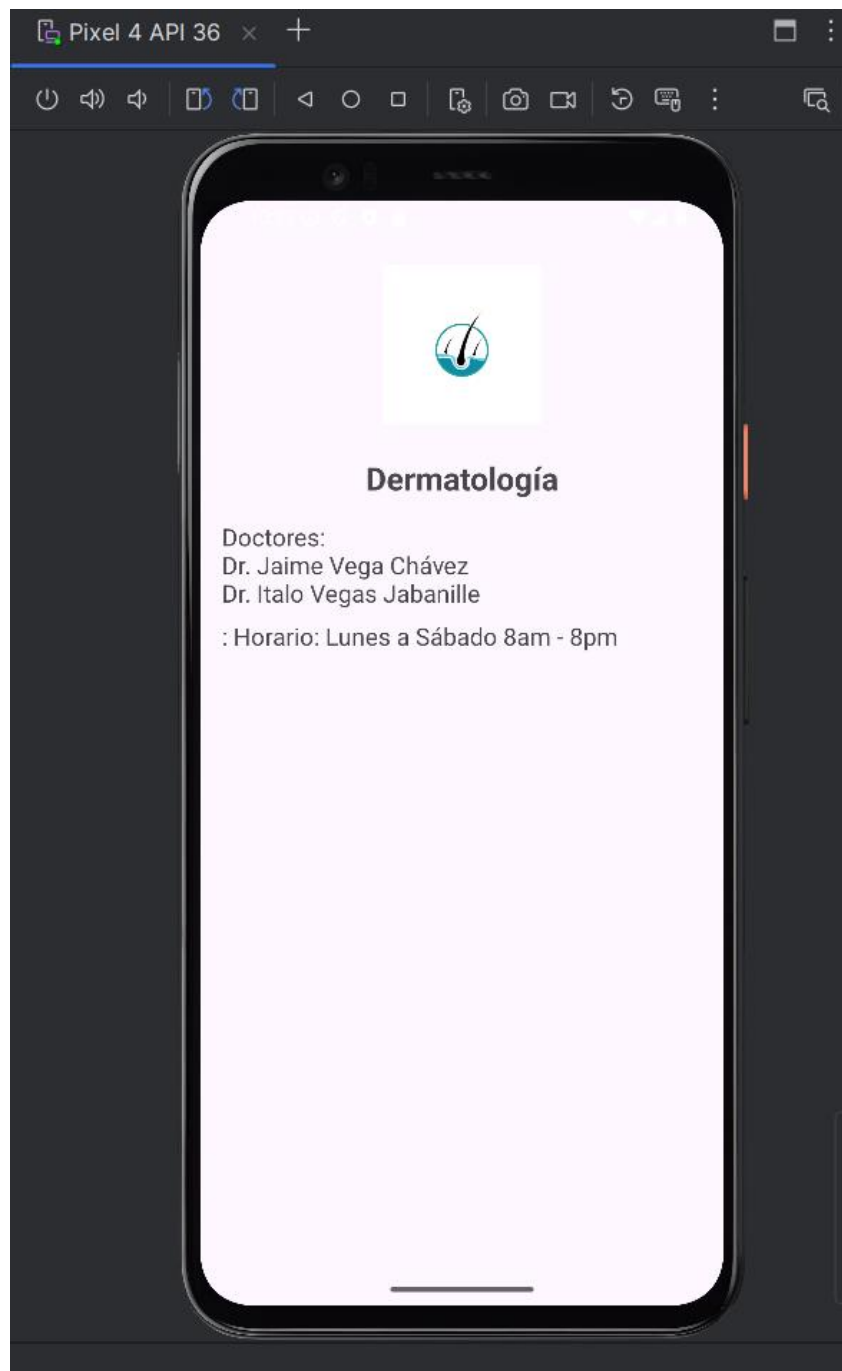 Pixel 4 API 36
Dermatología
Doctores:
Dr. Jaime Vega Chávez
Dr. Italo Vegas Jabanille
: Horario: Lunes a Sábado 8am - 8pm